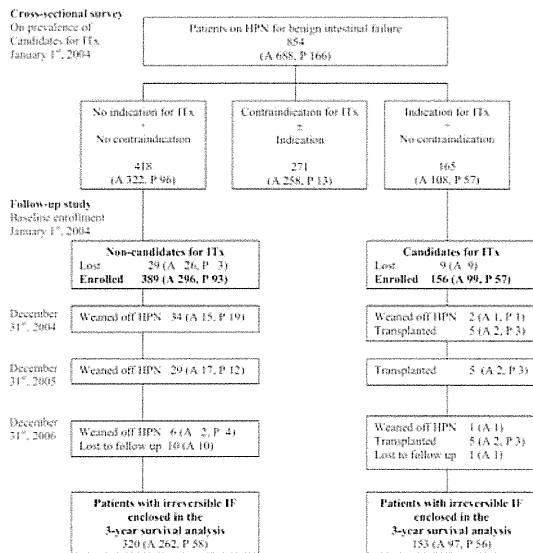 Cross-sectional survey
On prevalence of
Candidates for ITx
January 1st, 2004
Patients on HPN for benign intestinal failure
854
(A 688, P 166)
No indication for ITx
+
No contraindication
418
(A 322, P 96)
Contraindication for ITx
±
Indication
271
(A 258, P 13)
Indication for ITx
+
No contraindication
165
(A 108, P 57)
Follow-up study
Baseline enrollment
January 1st, 2004
Non-candidates for ITx
Lost 29 (A 26, P 3)
Enrolled 389 (A 296, P 93)
Candidates for ITx
Lost 9 (A 9)
Enrolled 156 (A 99, P 57)
December
31st, 2004
Weaned off HPN 34 (A 15, P 19)
Weaned off HPN 2 (A 1, P 1)
Transplanted 5 (A 2, P 3)
December
31st, 2005
Weaned off HPN 29 (A 17, P 12)
Transplanted 5 (A 2, P 3)
December
31st, 2006
Weaned off HPN 6 (A 2, P 4)
Lost to follow up 10 (A 10)
Weaned off HPN 1 (A 1)
Transplanted 5 (A 2, P 3)
Lost to follow up 1 (A 1)
Patients with irreversible IF
enclosed in the
3-year survival analysis
320 (A 262, P 58)
Patients with irreversible IF
enclosed in the
3-year survival analysis
153 (A 97, P 56)